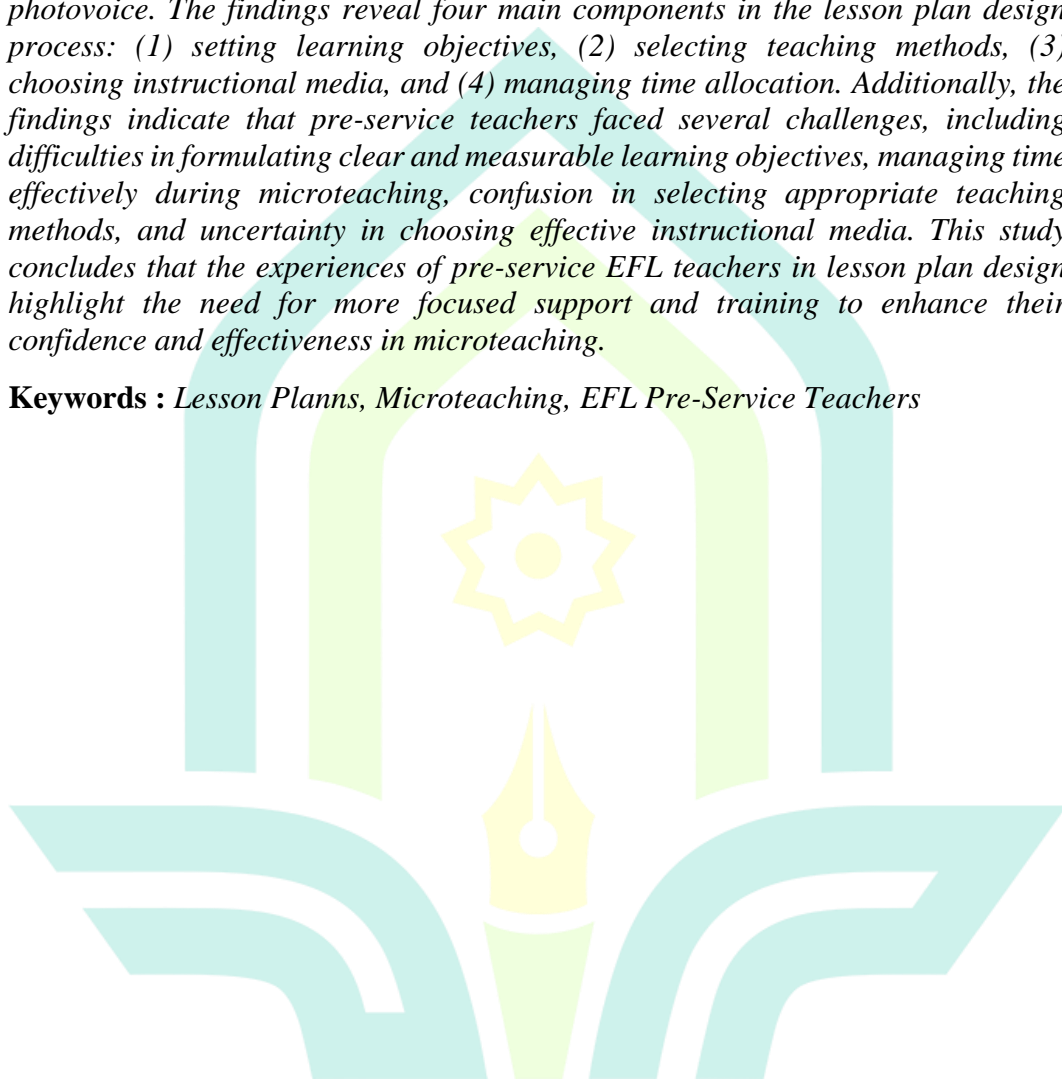 photovoice. The findings reveal four main components in the lesson plan design
process: (1) setting learning objectives, (2) selecting teaching methods, (3)
choosing instructional media, and (4) managing time allocation. Additionally, the
findings indicate that pre-service teachers faced several challenges, including
difficulties in formulating clear and measurable learning objectives, managing time
effectively during microteaching, confusion in selecting appropriate teaching
methods, and uncertainty in choosing effective instructional media. This study
concludes that the experiences of pre-service EFL teachers in lesson plan design
highlight the need for more focused support and training to enhance their
confidence and effectiveness in microteaching.
Keywords : Lesson Planns, Microteaching, EFL Pre-Service Teachers